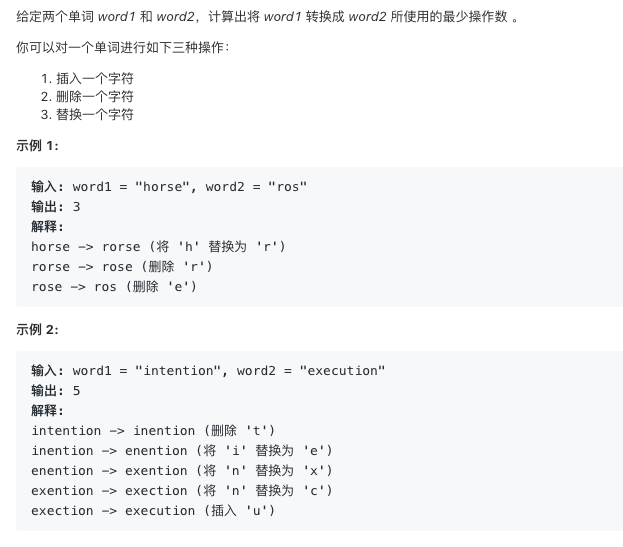 给定两个单词 word1 和 word2，计算出将 word1 转换成 word2 所使用的最少操作数 。
你可以对一个单词进行如下三种操作：
1. 插入一个字符
2. 删除一个字符
3. 替换一个字符
示例 1:
输入: word1 = "horse", word2 = "ros"
输出: 3
解释:
horse -> rorse (将 'h' 替换为 'r')
rorse -> rose (删除 'r')
rose -> ros (删除 'e')
示例 2:
输入: word1 = "intention", word2 = "execution"
输出: 5
解释:
intention -> inention (删除 't')
inention -> enention (将 'i' 替换为 'e')
enention -> exention (将 'n' 替换为 'x')
exention -> exection (将 'n' 替换为 'c')
exection -> execution (插入 'u')